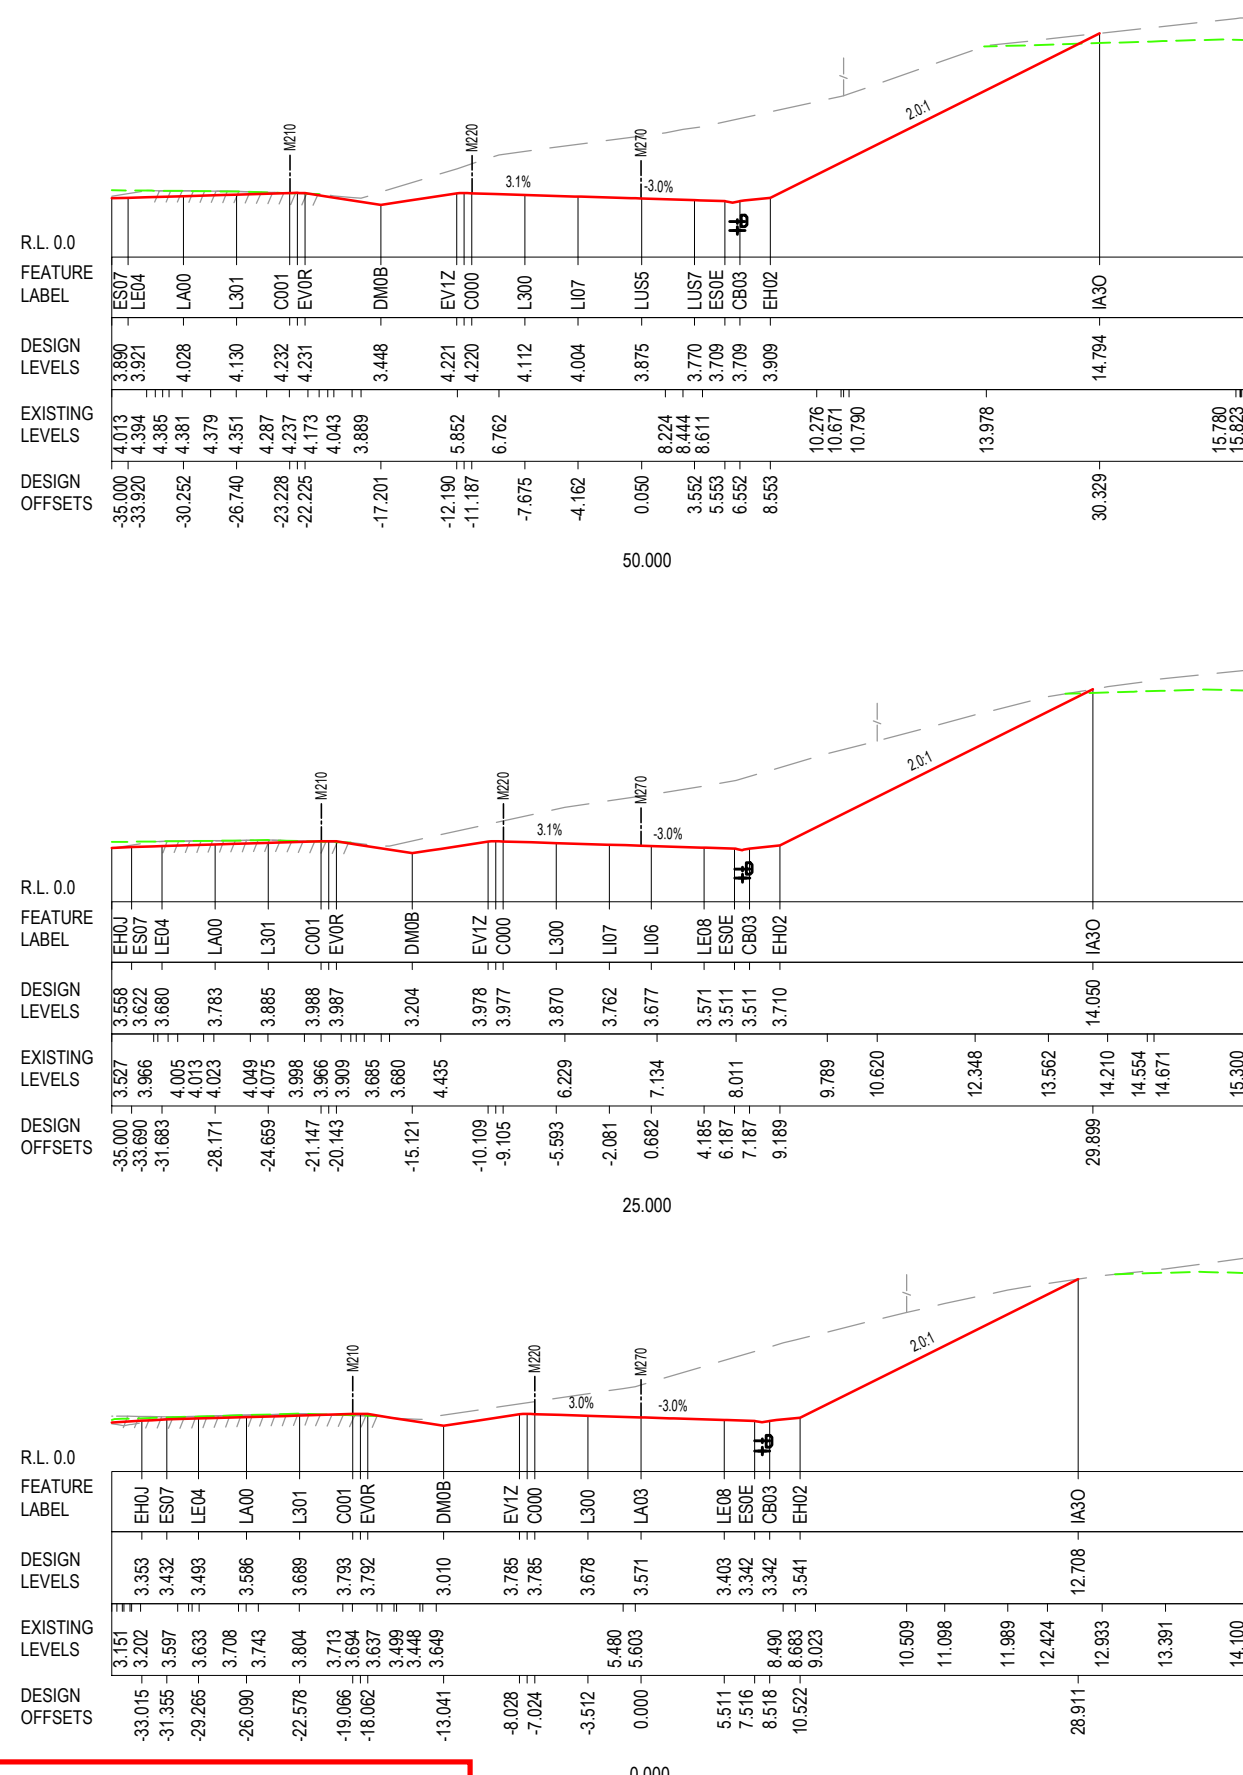 2.0:1
M210
M220
M270
3.1%
-3.0%
R.L. 0.0
FEATURE LABEL
ES07 LE04 LA00 L301 C001 EV0R DM0B EV1Z C000 L300 LI07 LUS5 LUS7 ES0E CB03 EH02 IA3O
DESIGN LEVELS
3.890 3.921 4.028 4.130 4.232 4.231 3.448 4.221 4.220 4.112 4.004 3.875 3.770 3.709 3.709 3.909 14.794
EXISTING LEVELS
4.013 4.394 4.385 4.381 4.379 4.351 4.287 4.237 4.173 4.043 3.889 5.852 6.762 8.224 8.444 8.611 10.276 10.671 10.790 13.978 15.780 15.823
DESIGN OFFSETS
-35.000 -33.920 -30.252 -26.740 -23.228 -22.225 -17.201 -12.190 -11.187 -7.675 -4.162 0.050 3.552 5.553 6.552 8.553 30.329
50.000
2.0:1
M210
M220
M270
3.1%
-3.0%
R.L. 0.0
FEATURE LABEL
EH0J ES07 LE04 LA00 L301 C001 EV0R DM0B EV1Z C000 L300 LI07 LI06 LE08 ES0E CB03 EH02 IA3O
DESIGN LEVELS
3.558 3.622 3.680 3.783 3.885 3.988 3.987 3.204 3.978 3.977 3.870 3.762 3.677 3.571 3.511 3.511 3.710 14.050
EXISTING LEVELS
3.527 3.966 4.005 4.013 4.023 4.049 4.075 3.998 3.966 3.909 3.685 3.680 4.435 6.229 7.134 8.011 9.789 10.620 12.348 13.562 14.210 14.554 14.671 15.300
DESIGN OFFSETS
-35.000 -33.690 -31.683 -28.171 -24.659 -21.147 -20.143 -15.121 -10.109 -9.105 -5.593 -2.081 0.682 4.185 6.187 7.187 9.189 29.899
25.000
2.0:1
M210
M220
M270
3.0%
-3.0%
R.L. 0.0
FEATURE LABEL
EH0J ES07 LE04 LA00 L301 C001 EV0R DM0B EV1Z C000 L300 LA03 LE08 ES0E CB03 EH02 IA3O
DESIGN LEVELS
3.353 3.432 3.493 3.586 3.689 3.793 3.792 3.010 3.785 3.785 3.678 3.571 3.403 3.342 3.342 3.541 12.708
EXISTING LEVELS
3.151 3.202 3.597 3.633 3.708 3.743 3.804 3.713 3.694 3.637 3.499 3.448 3.649 5.480 5.603 8.490 8.683 9.023 10.509 11.098 11.989 12.424 12.933 13.391 14.100
DESIGN OFFSETS
-33.015 -31.355 -29.265 -26.090 -22.578 -19.066 -18.062 -13.041 -8.028 -7.024 -3.512 0.000 5.511 7.516 8.518 10.522 28.911
0.000